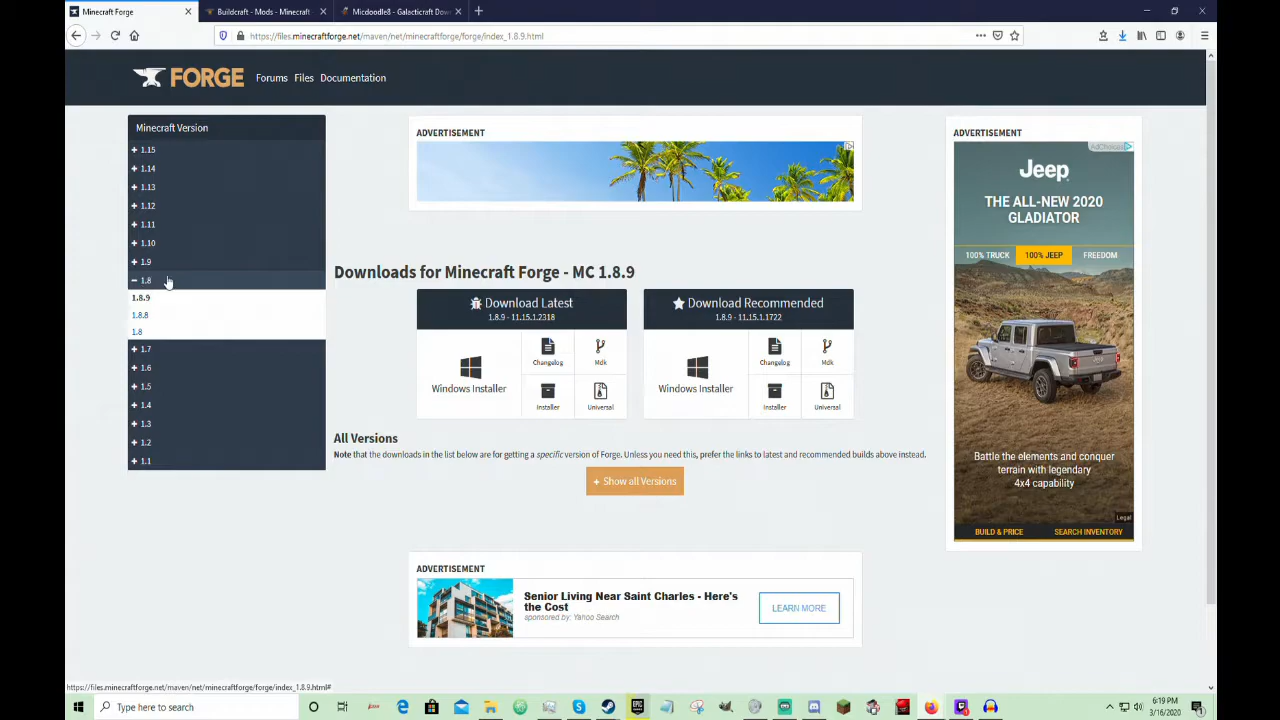 Minecraft Forge
Buildcraft - Mods - Minecraft
Micdoodle8 - Galacticraft Dow
https://files.minecraftforge.net/maven/net/minecraftforge/forge/index_1.8.9.html
FORGE
Forums
Files
Documentation
Minecraft Version
1.15
1.14
1.13
1.12
1.11
1.10
1.9
1.8
1.8.9
1.8.8
1.8
1.7
1.6
1.5
1.4
1.3
1.2
1.1
ADVERTISEMENT
Downloads for Minecraft Forge - MC 1.8.9
Download Latest
1.8.9 - 11.15.1.2318
Windows Installer
Changelog
Mdk
Installer
Universal
Download Recommended
1.8.9 - 11.15.1.1722
Windows Installer
Changelog
Mdk
Installer
Universal
All Versions
Note that the downloads in the list below are for getting a specific version of Forge. Unless you need this, prefer the links to latest and recommended builds above instead.
+ Show all Versions
ADVERTISEMENT
Senior Living Near Saint Charles - Here's
the Cost
sponsored by: Yahoo Search
LEARN MORE
ADVERTISEMENT
AdChoices
Jeep
THE ALL-NEW 2020
GLADIATOR
100% TRUCK
100% JEEP
FREEDOM
Battle the elements and conquer
terrain with legendary
4x4 capability
Legal
BUILD & PRICE
SEARCH INVENTORY
https://files.minecraftforge.net/maven/net/minecraftforge/forge/index_1.8.9.html#
Type here to search
6:19 PM
3/16/2020